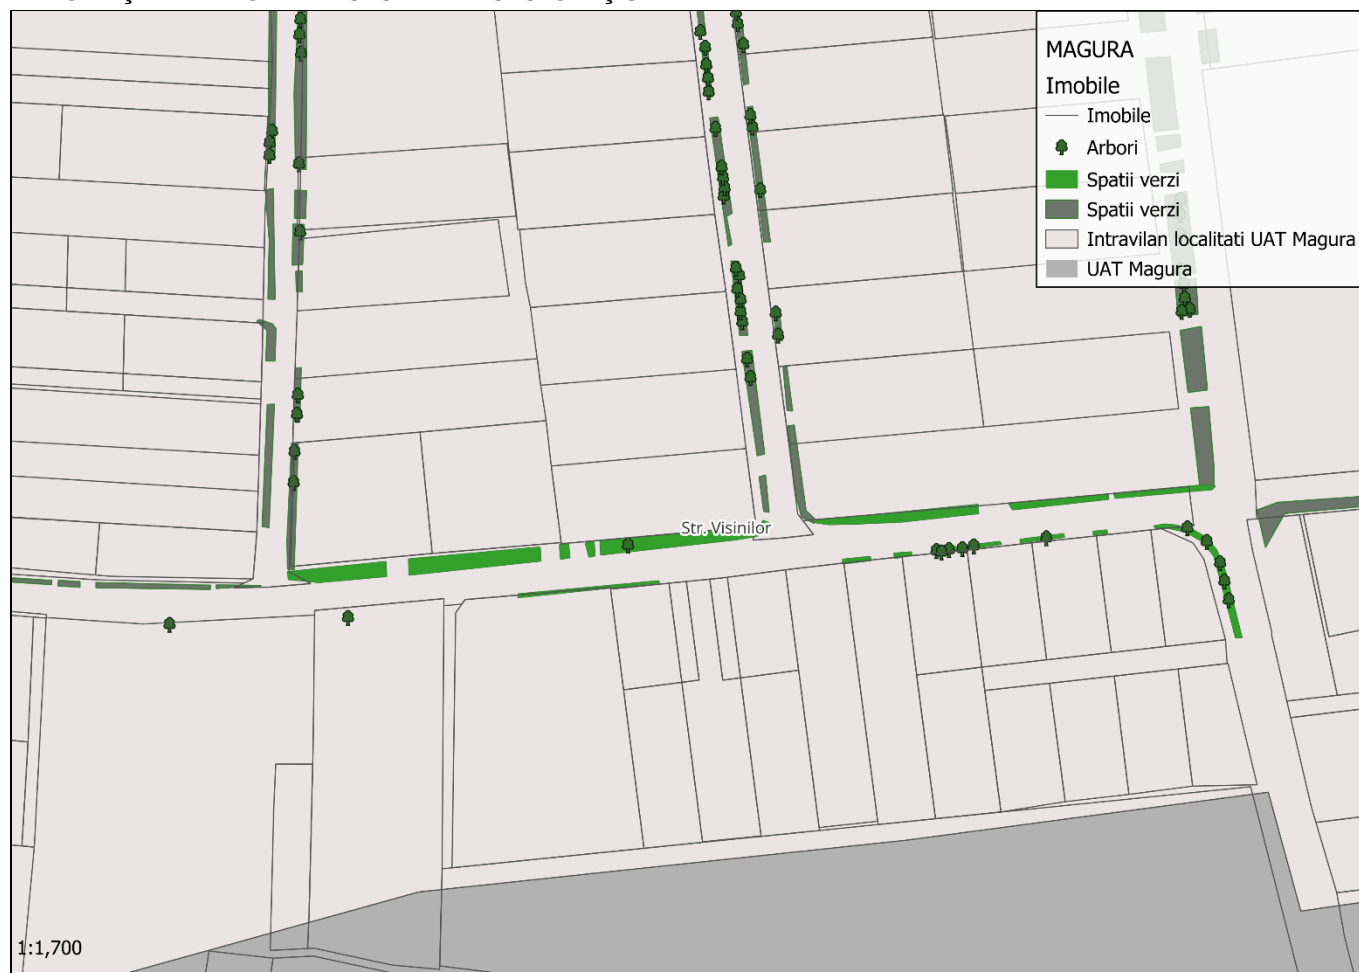 MAGURA
Imobile
Imobile
Arbori
Spatii verzi
Spatii verzi
Intravilan localitati UAT Magura
UAT Magura
Str. Visinilor
1:1,700